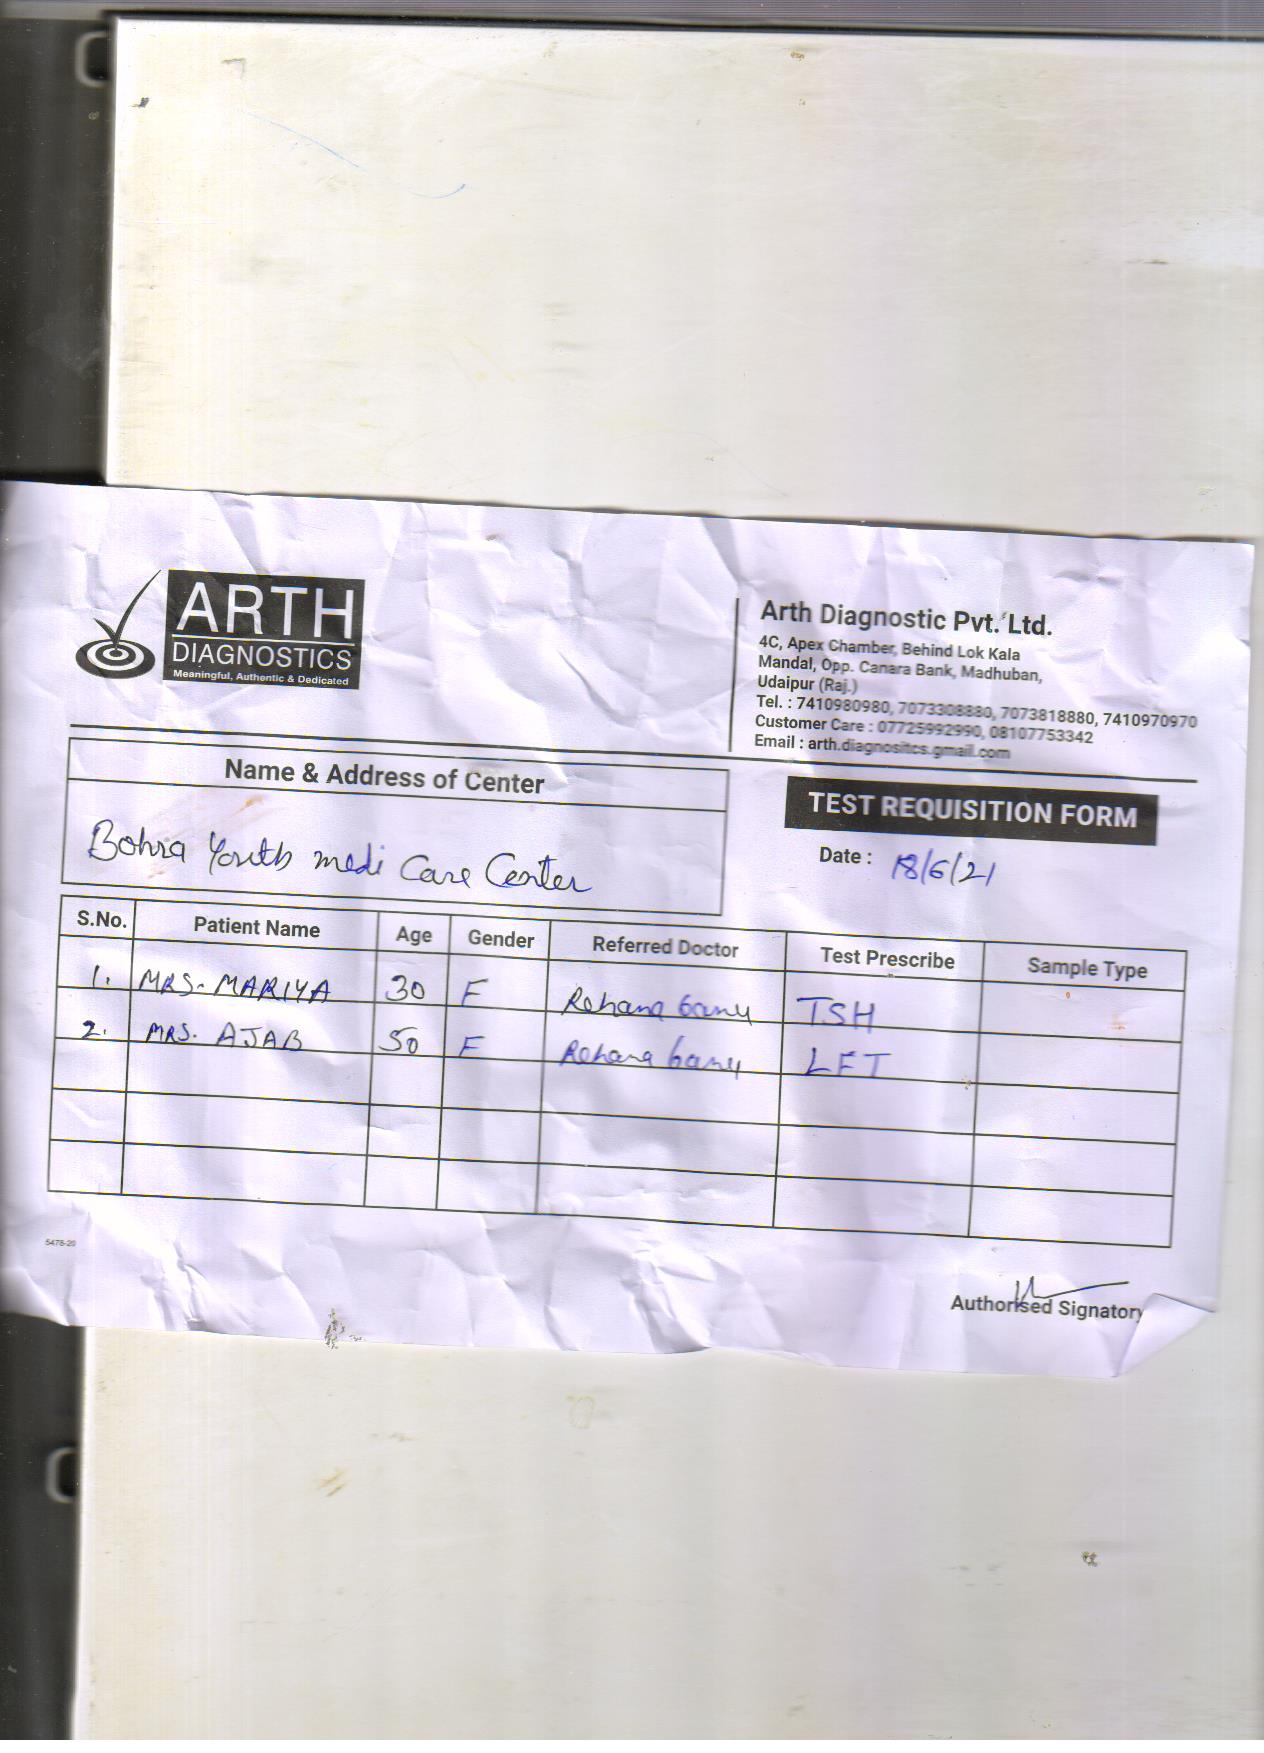 ARTH
DIAGNOSTICS
Meaningful, Authentic & Dedicated
Arth Diagnostic Pvt. Ltd.
4C, Apex Chamber, Behind Lok Kala
Mandal, Opp. Canara Bank, Madhuban,
Udaipur (Raj.)
Tel. : 7410980980, 7073308880, 7073818880, 7410970970
Customer Care : 07725992990, 08107753342
Email : arth.diagnositcs.gmail.com
Name & Address of Center
Bohra Youth medi Care Center
TEST REQUISITION FORM
Date : 18/6/21
S.No. Patient Name Age Gender Referred Doctor Test Prescribe Sample Type
1. MRS. MARIYA 30 F Rehana banu TSH
2. MRS. AJAB 50 F Rehana banu LFT
5478-20
Authorised Signatory